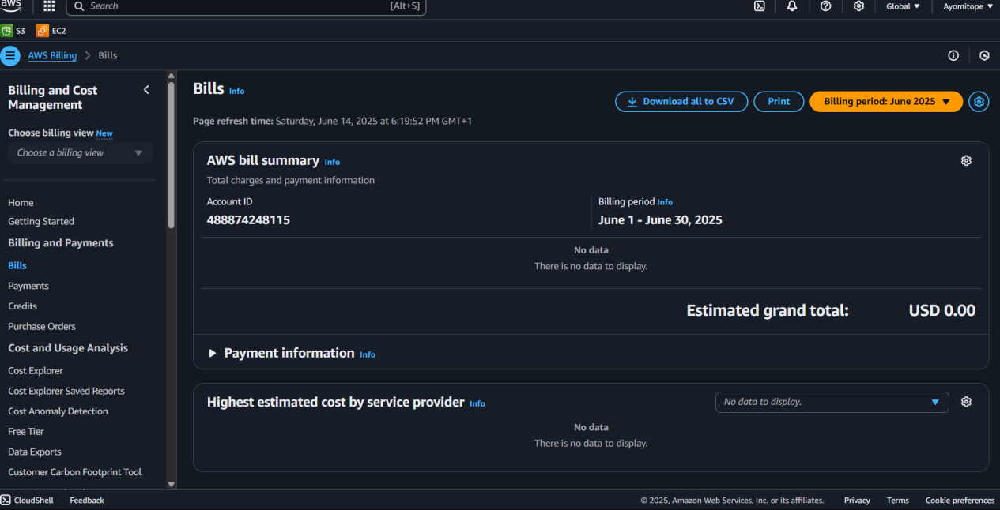 aws Search [Alt+S] Global Ayomitope
S3 EC2
AWS Billing Bills
Billing and Cost Management
Choose billing view New
Choose a billing view
Home
Getting Started
Billing and Payments
Bills
Payments
Credits
Purchase Orders
Cost and Usage Analysis
Cost Explorer
Cost Explorer Saved Reports
Cost Anomaly Detection
Free Tier
Data Exports
Customer Carbon Footprint Tool
Bills Info
Download all to CSV Print Billing period: June 2025
Page refresh time: Saturday, June 14, 2025 at 6:19:52 PM GMT+1
AWS bill summary Info
Total charges and payment information
Account ID
488874248115
Billing period Info
June 1 - June 30, 2025
No data
There is no data to display.
Estimated grand total: USD 0.00
Payment information Info
Highest estimated cost by service provider Info
No data to display.
No data
There is no data to display.
CloudShell Feedback © 2025, Amazon Web Services, Inc. or its affiliates. Privacy Terms Cookie preferences